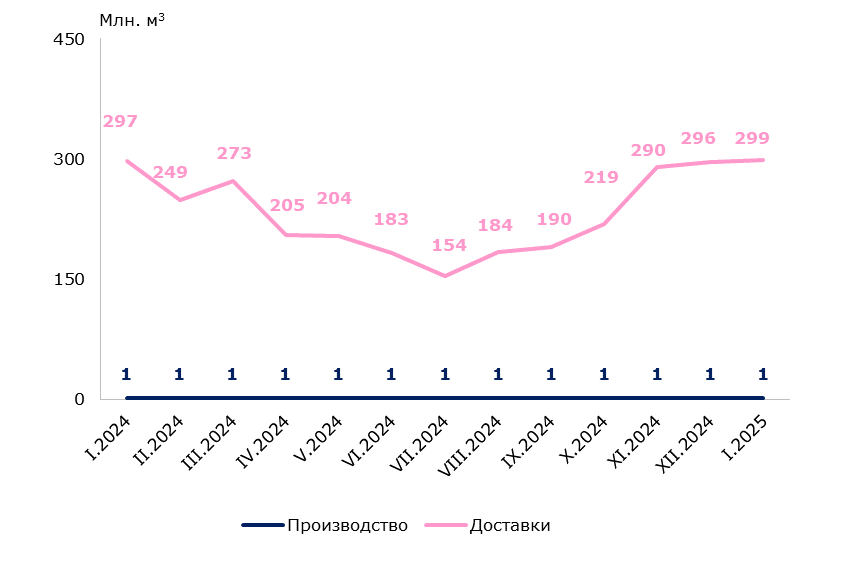 Млн. м³
450
300
150
0
297
249
273
205
204
183
154
184
190
219
290
296
299
1 1 1 1 1 1 1 1 1 1 1 1 1
I.2024
II.2024
III.2024
IV.2024
V.2024
VI.2024
VII.2024
VIII.2024
IX.2024
X.2024
XI.2024
XII.2024
I.2025
Производство Доставки